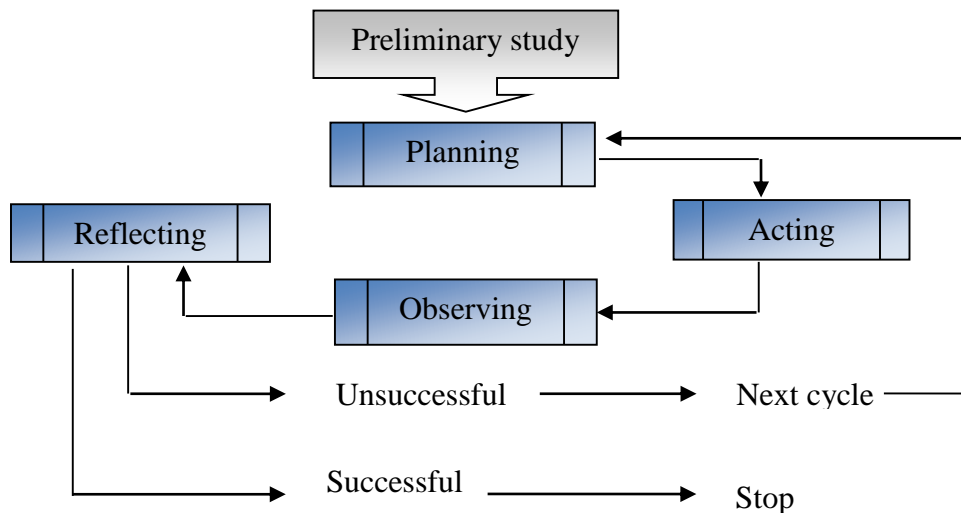 Preliminary study
Planning
Reflecting
Acting
Observing
Unsuccessful
Next cycle
Successful
Stop